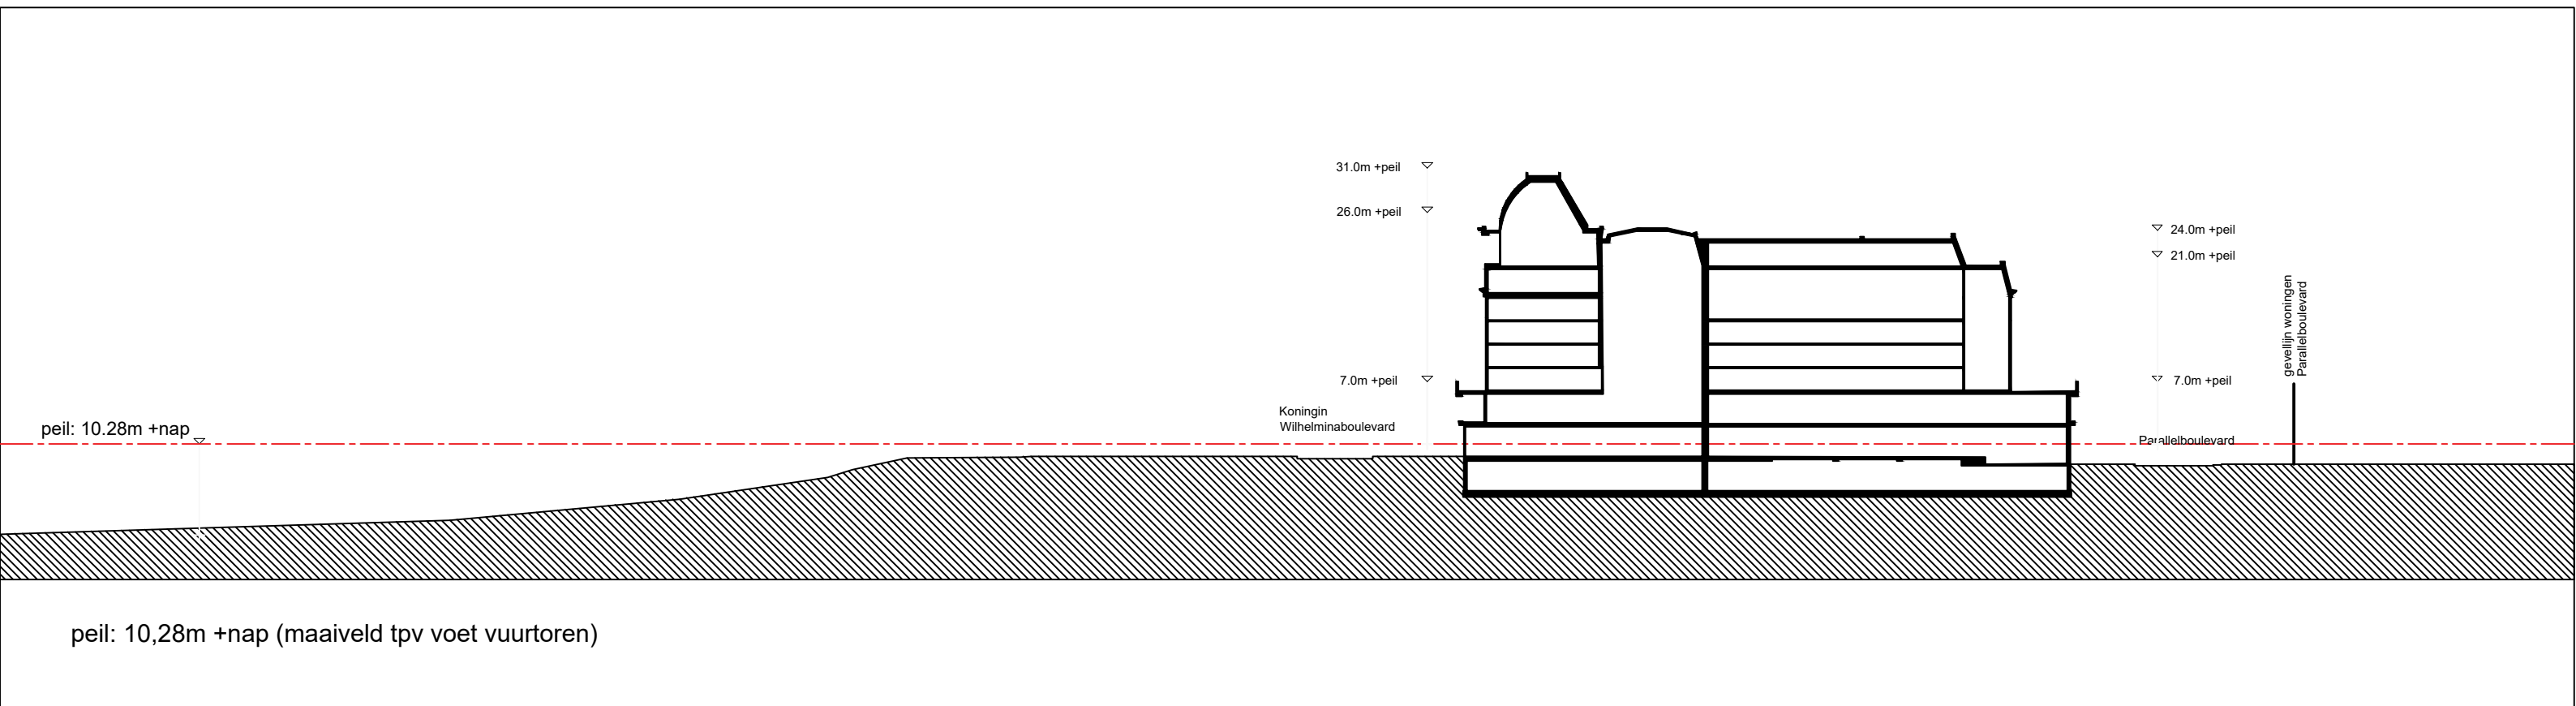 31.0m +peil
26.0m +peil
24.0m +peil
21.0m +peil
gevellijn woningen
Parallelboulevard
7.0m +peil
7.0m +peil
Koningin
Wilhelminaboulevard
peil: 10.28m +nap
Parallelboulevard
peil: 10,28m +nap (maaiveld tpv voet vuurtoren)